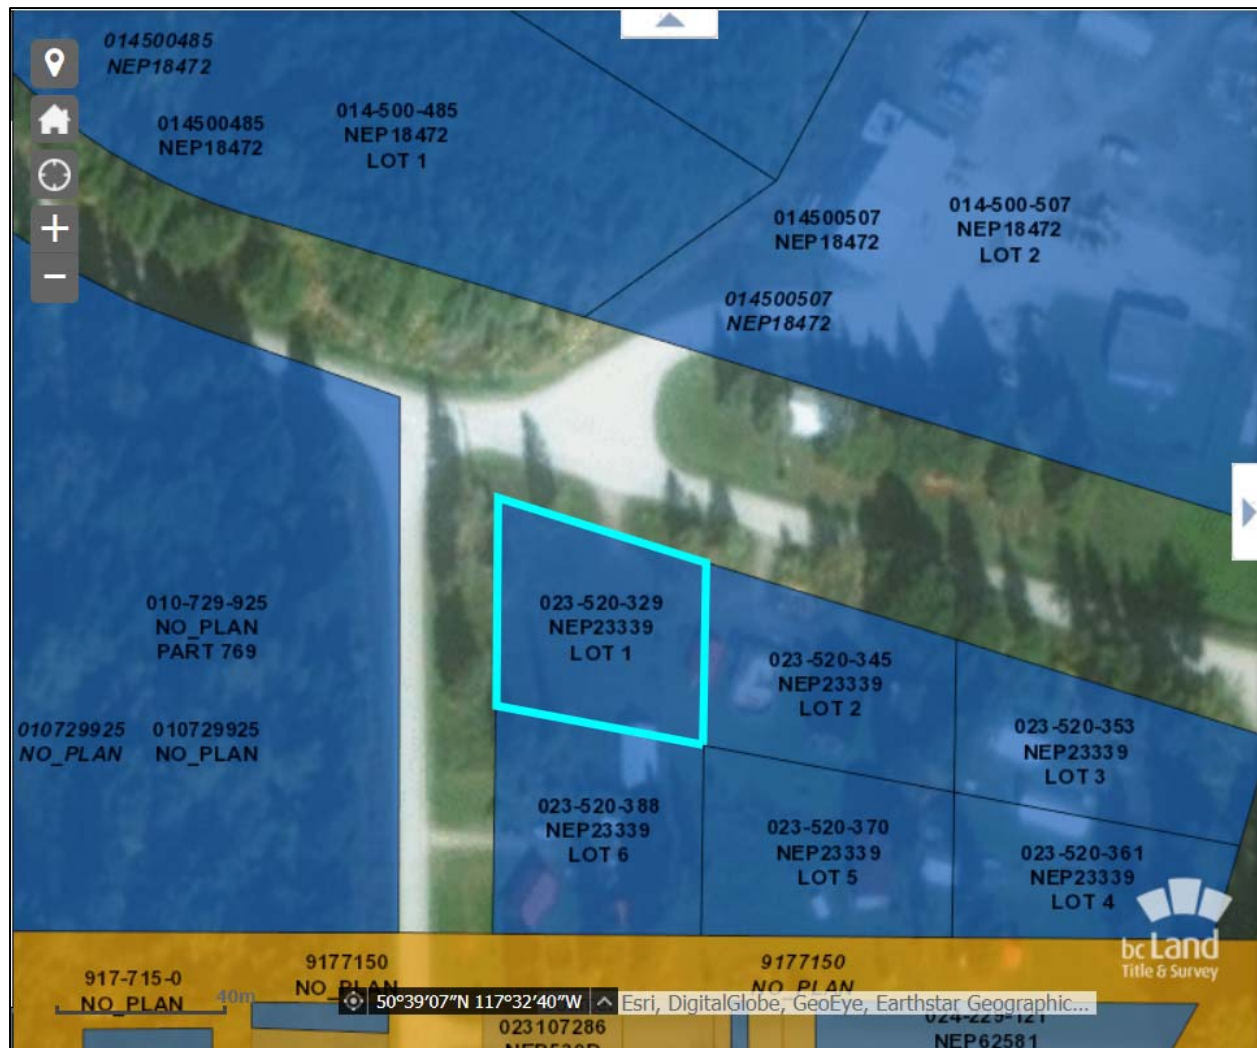 014500485
NEP18472
014500485
NEP18472
014-500-485
NEP18472
LOT 1
014500507
NEP18472
014-500-507
NEP18472
LOT 2
014500507
NEP18472
010-729-925
NO_PLAN
PART 769
010729925
NO_PLAN
010729925
NO_PLAN
023-520-329
NEP23339
LOT 1
023-520-345
NEP23339
LOT 2
023-520-353
NEP23339
LOT 3
023-520-388
NEP23339
LOT 6
023-520-370
NEP23339
LOT 5
023-520-361
NEP23339
LOT 4
bc Land
Title & Survey
917-715-0
NO_PLAN
9177150
9177150
NO_PLAN
40m
50°39'07"N 117°32'40"W
Esri, DigitalGlobe, GeoEye, Earthstar Geographic...
023107286
024-229-121
NEP62581